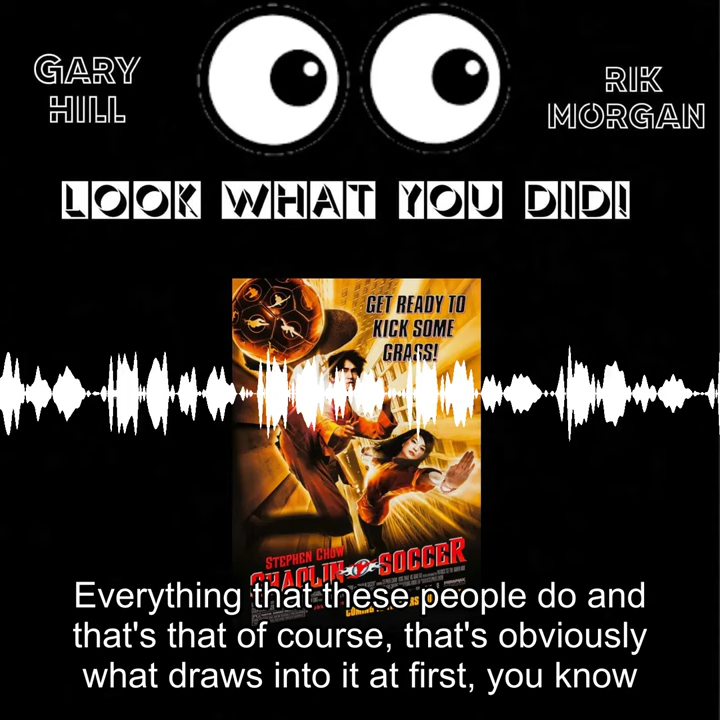 GARY
HILL
RIK
MORGAN
LOOK WHAT YOU DID!
GET READY TO
KICK SOME
GRASS!
STEPHEN CHOW
SHAOLIN SOCCER
Everything that these people do and
that's that of course, that's obviously
what draws into it at first, you know